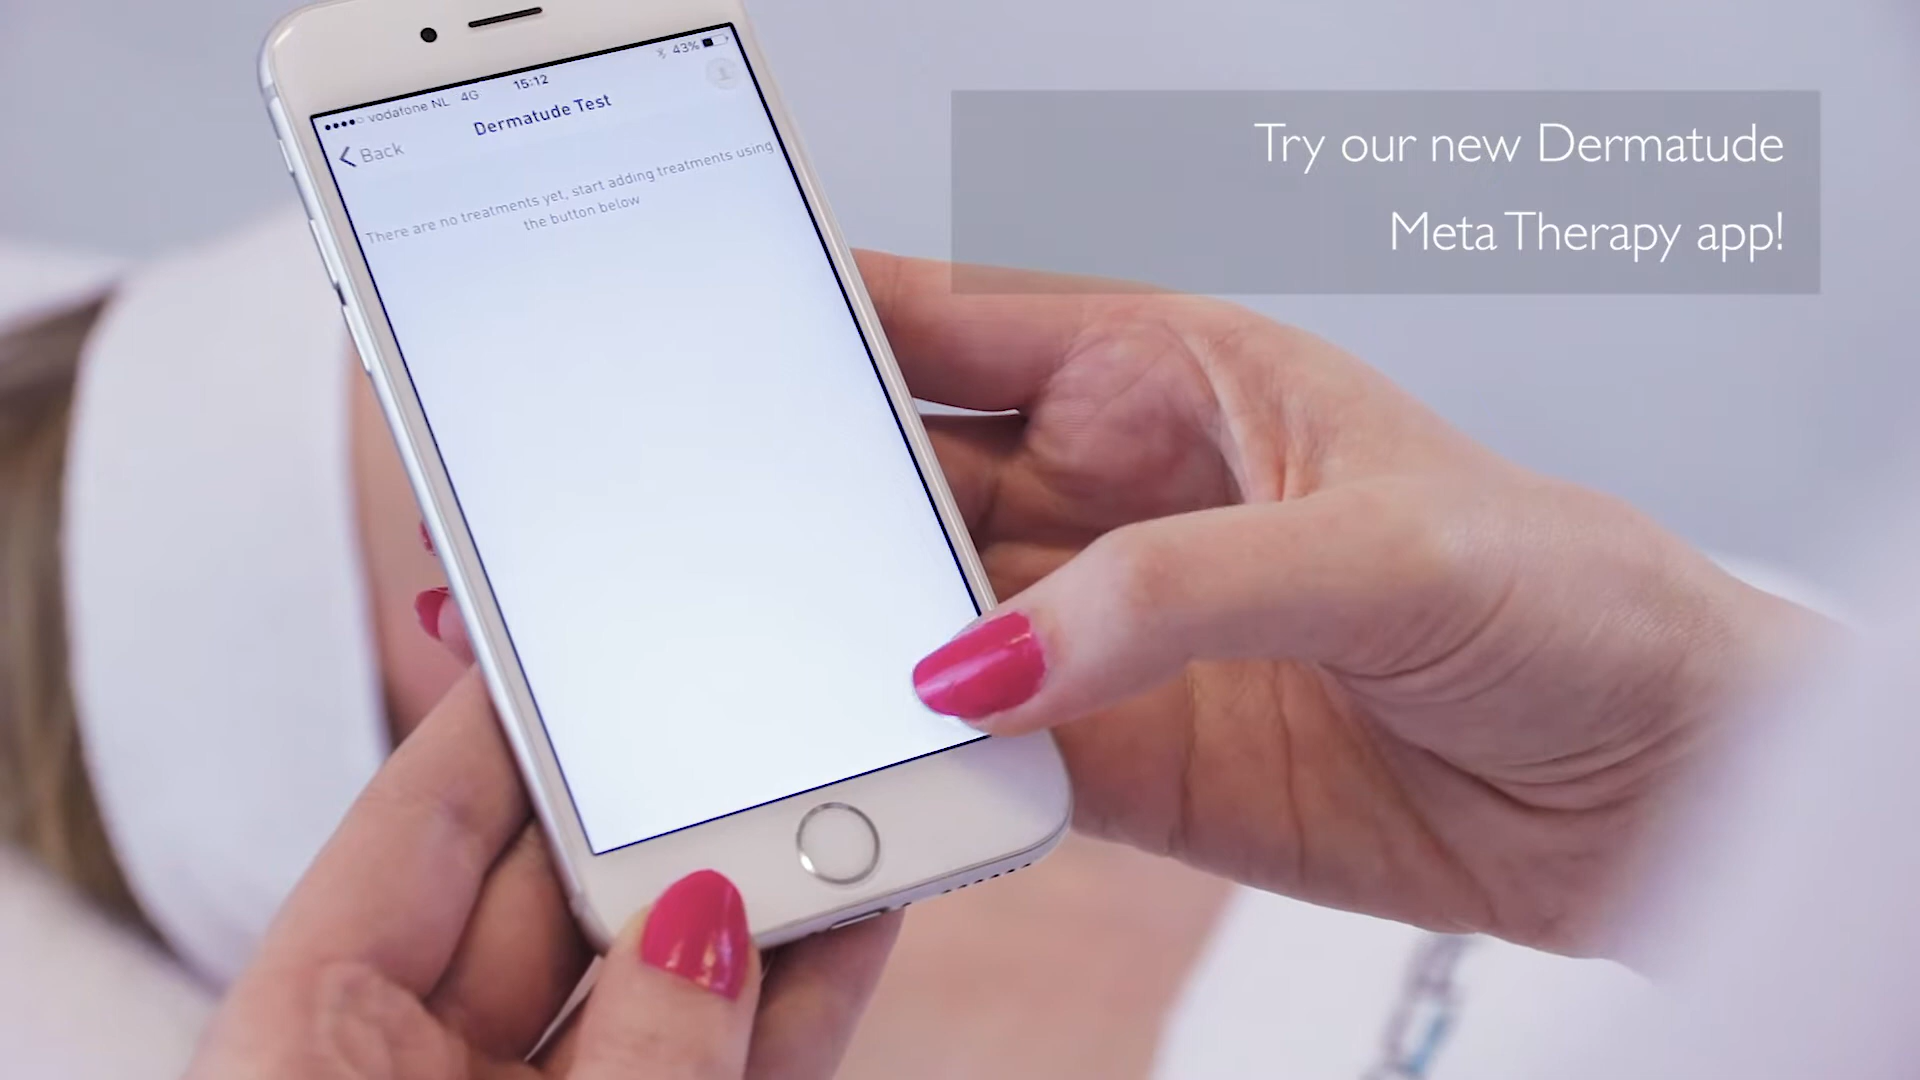 vodafone NL 4G 15:12 43%
Back
Dermatude Test
There are no treatments yet, start adding treatments using
the button below
Try our new Dermatude
Meta Therapy app!